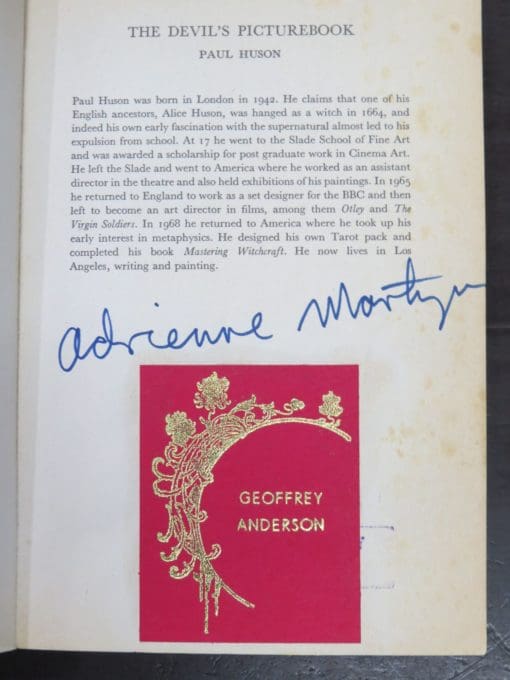 THE DEVIL'S PICTUREBOOK
PAUL HUSON
Paul Huson was born in London in 1942. He claims that one of his
English ancestors, Alice Huson, was hanged as a witch in 1664, and
indeed his own early fascination with the supernatural almost led to his
expulsion from school. At 17 he went to the Slade School of Fine Art
and was awarded a scholarship for post graduate work in Cinema Art.
He left the Slade and went to America where he worked as an assistant
director in the theatre and also held exhibitions of his paintings. In 1965
he returned to England to work as a set designer for the BBC and then
left to become an art director in films, among them Otley and The
Virgin Soldiers. In 1968 he returned to America where he took up his
early interest in metaphysics. He designed his own Tarot pack and
completed his book Mastering Witchcraft. He now lives in Los
Angeles, writing and painting.
Adrienne Martyn
GEOFFREY
ANDERSON